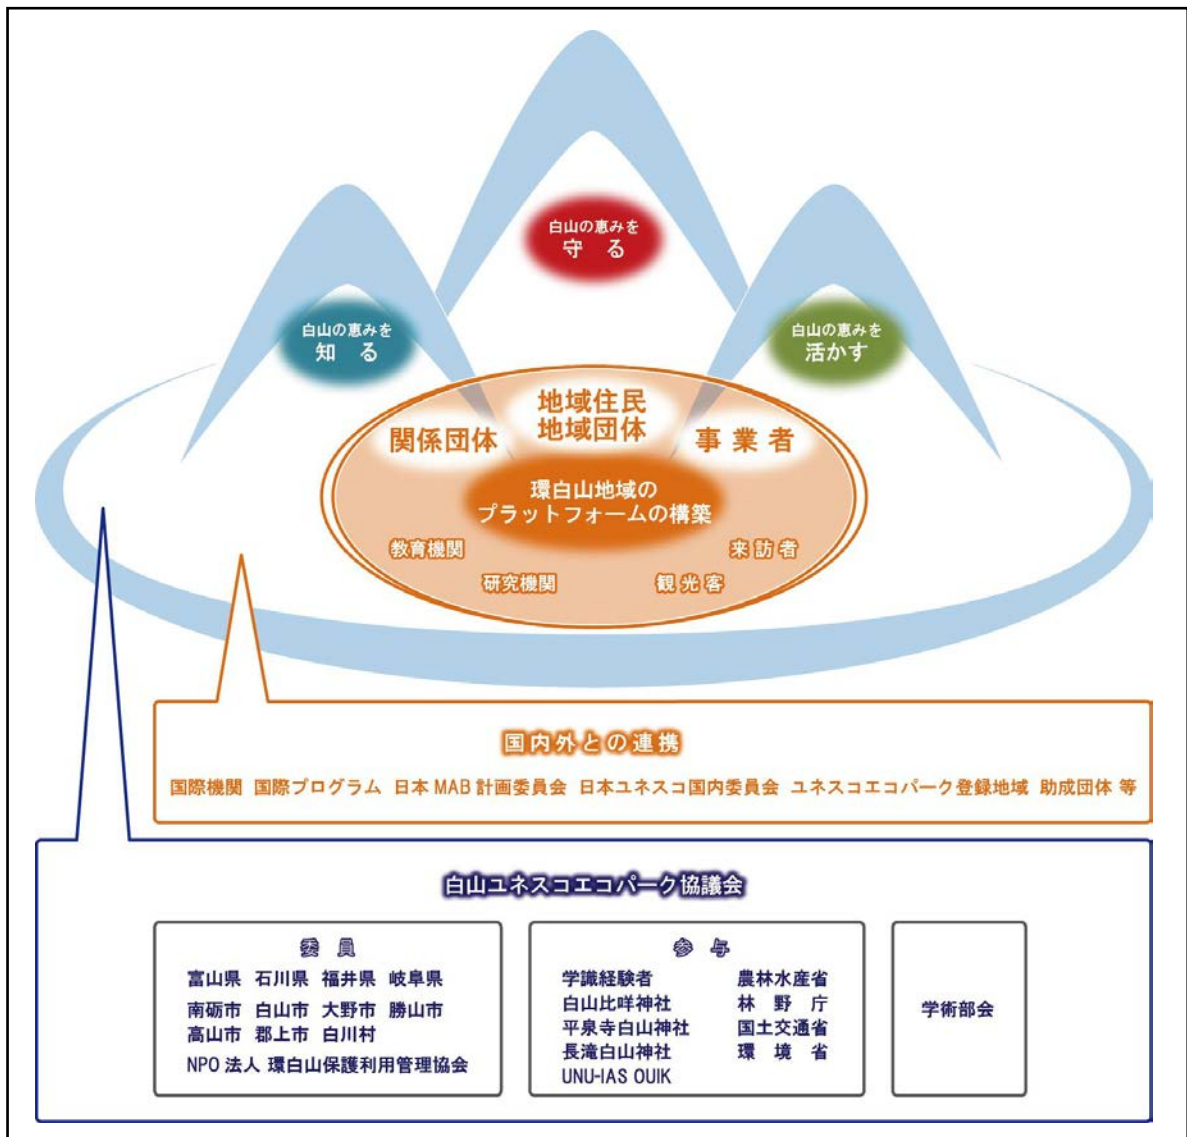 白山の恵みを
守 る
白山の恵みを
知 る
白山の恵みを
活かす
地域住民
地域団体
関係団体
事業者
環白山地域の
プラットフォームの構築
教育機関
来訪者
研究機関
観光客
国内外との連携
国際機関 国際プログラム 日本 MAB 計画委員会 日本ユネスコ国内委員会 ユネスコエコパーク登録地域 助成団体 等
白山ユネスコエコパーク協議会
委 員
富山県 石川県 福井県 岐阜県
南砺市 白山市 大野市 勝山市
高山市 郡上市 白川村
NPO 法人 環白山保護利用管理協会
参 与
学識経験者 農林水産省
白山比咩神社 林 野 庁
平泉寺白山神社 国土交通省
長滝白山神社 環 境 省
UNU-IAS OUIK
学術部会